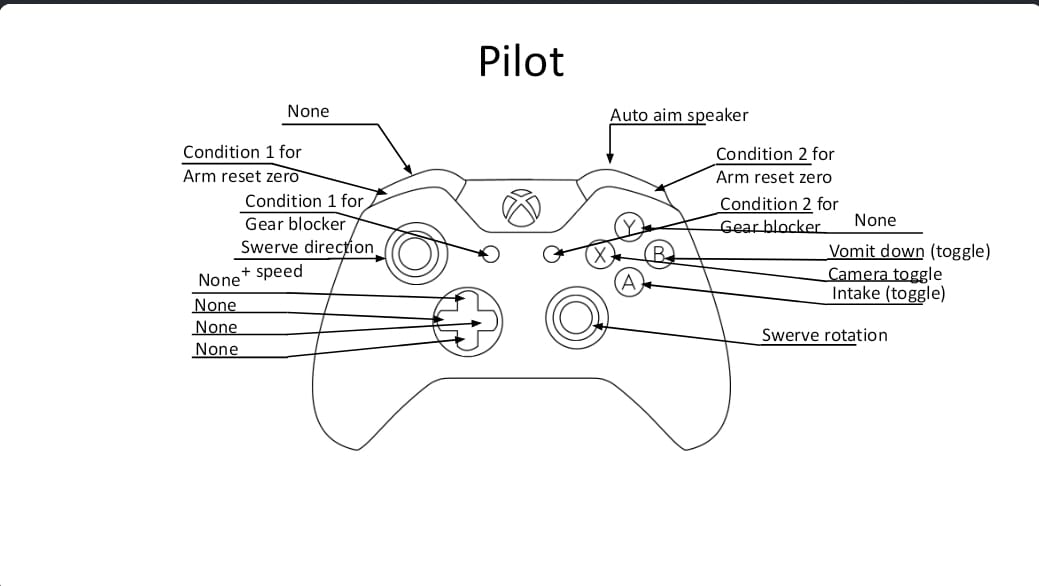 Pilot
None
Auto aim speaker
Condition 1 for
Arm reset zero
Condition 2 for
Arm reset zero
Condition 1 for
Gear blocker
Condition 2 for
Gear blocker
None
Swerve direction
+ speed
Vomit down (toggle)
Camera toggle
Intake (toggle)
None
None
None
None
Swerve rotation
Y
X
B
A